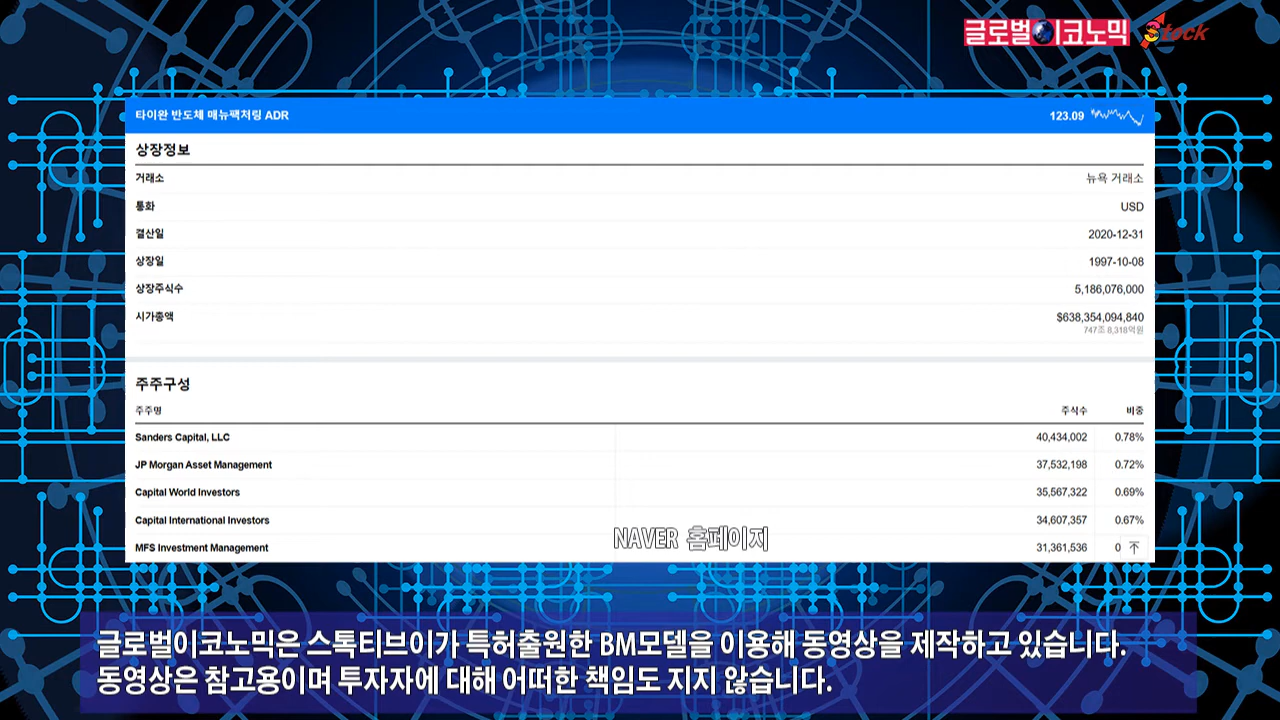 글로벌이코노믹 Stock
타이완 반도체 매뉴팩처링 ADR 123.09
상장정보
거래소 뉴욕 거래소
통화 USD
결산일 2020-12-31
상장일 1997-10-08
상장주식수 5,186,076,000
시가총액 $638,354,094,840
747조 8,318억원
주주구성
주주명 주식수 비중
Sanders Capital, LLC 40,434,002 0.78%
JP Morgan Asset Management 37,532,198 0.72%
Capital World Investors 35,567,322 0.69%
Capital International Investors 34,607,357 0.67%
NAVER 홈페이지
MFS Investment Management 31,361,536 0
글로벌이코노믹은 스톡티브이가 특허출원한 BM모델을 이용해 동영상을 제작하고 있습니다.
동영상은 참고용이며 투자자에 대해 어떠한 책임도 지지 않습니다.